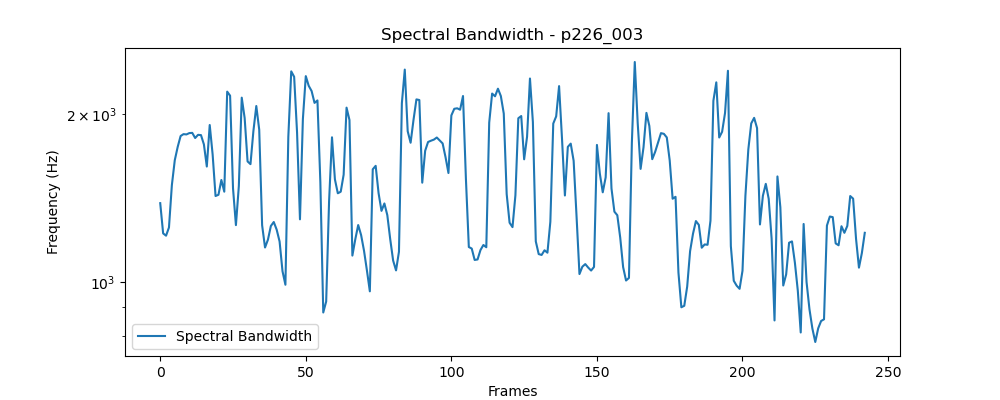 Spectral Bandwidth - p226_003
Frequency (Hz)
2 × 10³
10³
Spectral Bandwidth
0 50 100 150 200 250
Frames